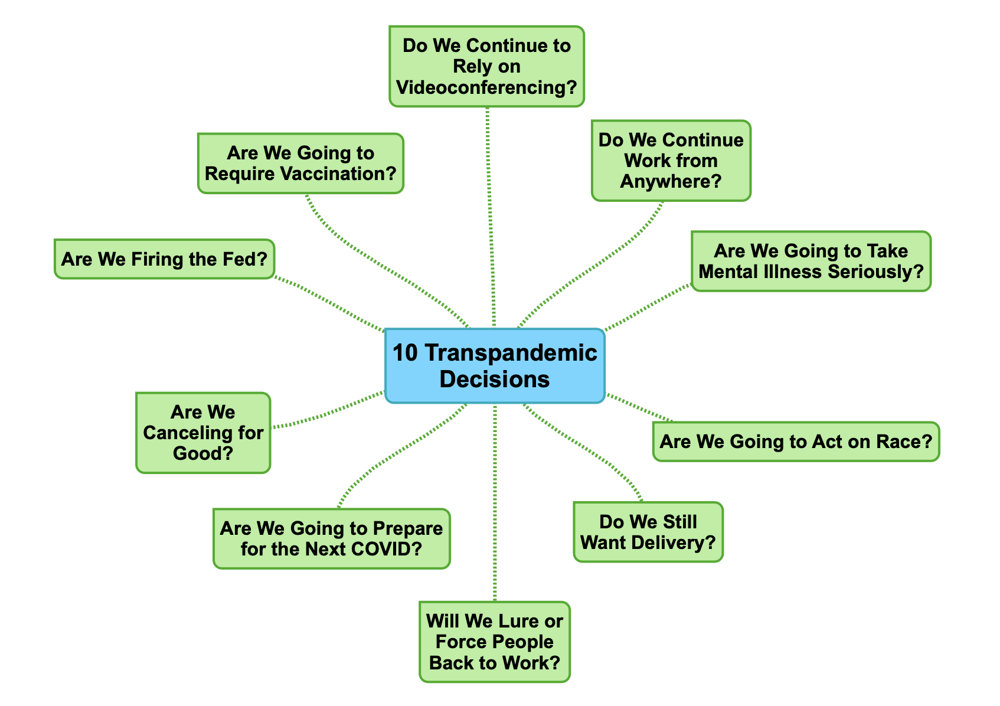 Do We Continue to
Rely on
Videoconferencing?
Do We Continue
Work from
Anywhere?
Are We Going to
Require Vaccination?
Are We Firing the Fed?
Are We Going to Take
Mental Illness Seriously?
10 Transpandemic
Decisions
Are We
Canceling for
Good?
Are We Going to Act on Race?
Are We Going to Prepare
for the Next COVID?
Do We Still
Want Delivery?
Will We Lure or
Force People
Back to Work?